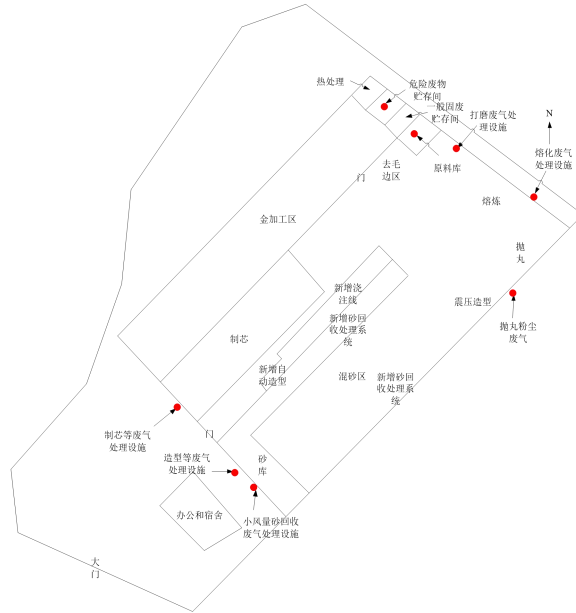 热处理
危险废物
贮存间
一般固废
贮存间
打磨废气处
理设施
N
熔化废气
处理设施
去毛
边区
原料库
门
熔炼
金加工区
抛
丸
新增浇
注线
震压造型
新增砂回
收处理系
统
抛丸粉尘
废气
制芯
新增自
动造型
混砂区
新增砂回
收处理系
统
制芯等废气
处理设施
门
造型等废气
处理设施
砂
库
办公和宿舍
小风量砂回收
废气处理设施
大
门